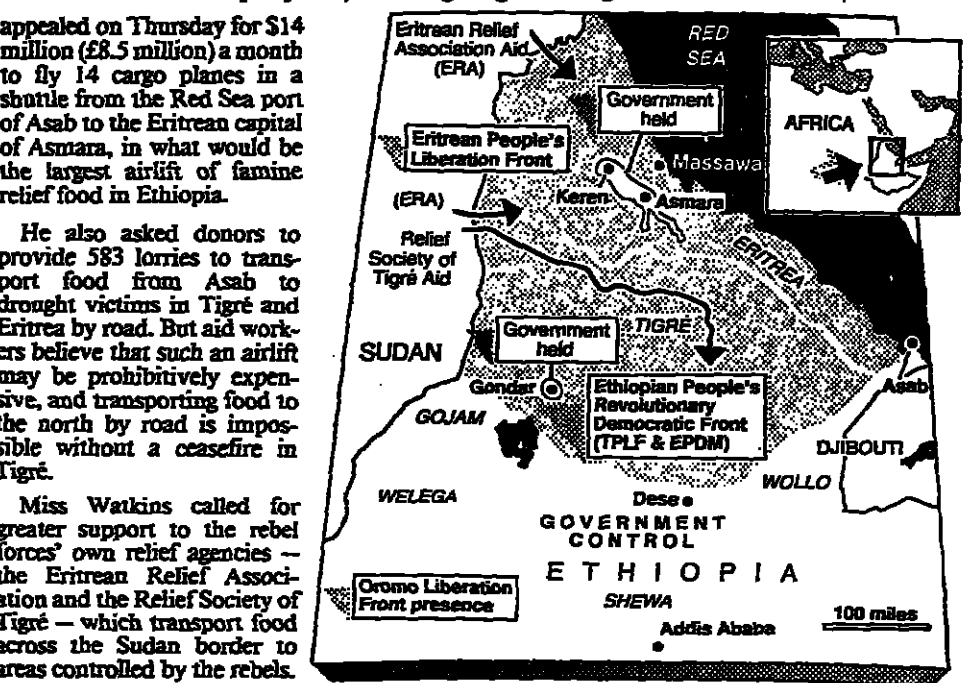 appealed on Thursday for $14
million (£8.5 million) a month
to fly 14 cargo planes in a
shuttle from the Red Sea port
of Asab to the Eritrean capital
of Asmara, in what would be
the largest airlift of famine
relief food in Ethiopia.
He also asked donors to
provide 583 lorries to trans-
port food from Asab to
drought victims in Tigré and
Eritrea by road. But aid work-
ers believe that such an airlift
may be prohibitively expen-
sive, and transporting food to
the north by road is impos-
sible without a ceasefire in
Tigré.
Miss Watkins called for
greater support to the rebel
forces' own relief agencies —
the Eritrean Relief Associ-
ation and the Relief Society of
Tigré — which transport food
across the Sudan border to
areas controlled by the rebels.
Eritrean Relief
Association Aid
(ERA)
RED
SEA
Government
held
AFRICA
Eritrean People's
Liberation Front
Massawa
Keren
Asmara
(ERA)
ERITREA
Relief
Society of
Tigré Aid
TIGRÉ
Government
held
SUDAN
Gondar
Asab
Ethiopian People's
Revolutionary
Democratic Front
(TPLF & EPDM)
GOJAM
DJIBOUTI
WOLLO
WELEGA
Dese
GOVERNMENT
CONTROL
ETHIOPIA
Oromo Liberation
Front presence
SHEWA
100 miles
Addis Ababa